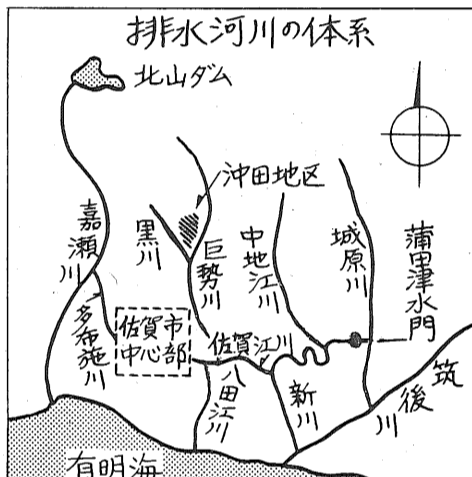 排水河川の体系
北山ダム
沖田地区
嘉瀬川
黒川
巨勢川
中地江川
城原川
蒲田津水門
多布施川
佐賀市
中心部
佐賀江川
八田江川
新川
筑後川
有明海